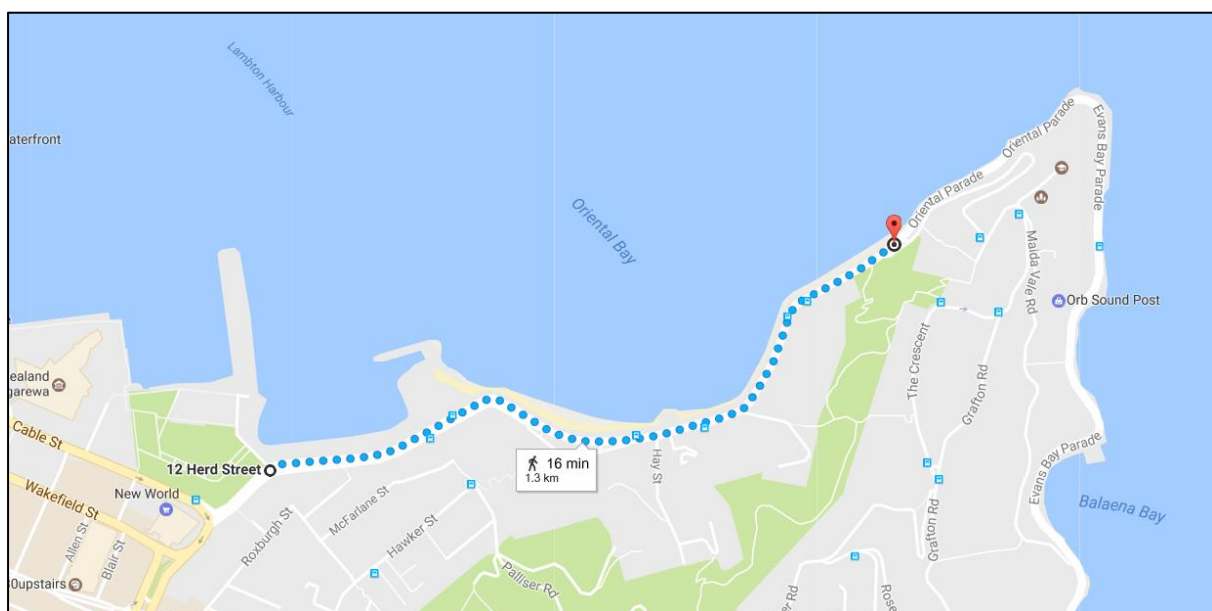 Lambton Harbour
aterfront
Oriental Parade
Evans Bay Parade
Oriental Parade
Oriental Bay
Maida Vale Rd
Orb Sound Post
ealand
garewa
The Crescent
Grafton Rd
Cable St
12 Herd Street
16 min
1.3 km
Hay St
Evans Bay Parade
New World
Wakefield St
McFarlane St
Roxburgh St
Hawker St
Balaena Bay
Allen St
Blair St
Grafton Rd
30upstairs
Palliser Rd
er Rd
Rose